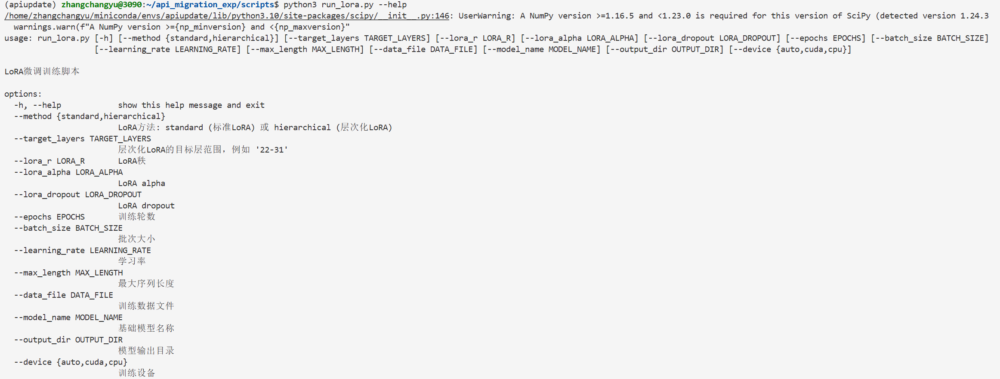 (apiupdate) zhangchangyu@3090:~/api_migration_exp/scripts$ python3 run_lora.py --help
/home/zhangchangyu/miniconda/envs/apiupdate/lib/python3.10/site-packages/scipy/__init__.py:146: UserWarning: A NumPy version >=1.16.5 and <1.23.0 is required for this version of SciPy (detected version 1.24.3
  warnings.warn(f"A NumPy version >={np_minversion} and <{np_maxversion}"
usage: run_lora.py [-h] [--method {standard,hierarchical}] [--target_layers TARGET_LAYERS] [--lora_r LORA_R] [--lora_alpha LORA_ALPHA] [--lora_dropout LORA_DROPOUT] [--epochs EPOCHS] [--batch_size BATCH_SIZE]
                   [--learning_rate LEARNING_RATE] [--max_length MAX_LENGTH] [--data_file DATA_FILE] [--model_name MODEL_NAME] [--output_dir OUTPUT_DIR] [--device {auto,cuda,cpu}]
LoRA微调训练脚本
options:
  -h, --help            show this help message and exit
  --method {standard,hierarchical}
                        LoRA方法: standard (标准LoRA) 或 hierarchical (层次化LoRA)
  --target_layers TARGET_LAYERS
                        层次化LoRA的目标层范围，例如 '22-31'
  --lora_r LORA_R       LoRA秩
  --lora_alpha LORA_ALPHA
                        LoRA alpha
  --lora_dropout LORA_DROPOUT
                        LoRA dropout
  --epochs EPOCHS       训练轮数
  --batch_size BATCH_SIZE
                        批次大小
  --learning_rate LEARNING_RATE
                        学习率
  --max_length MAX_LENGTH
                        最大序列长度
  --data_file DATA_FILE
                        训练数据文件
  --model_name MODEL_NAME
                        基础模型名称
  --output_dir OUTPUT_DIR
                        模型输出目录
  --device {auto,cuda,cpu}
                        训练设备